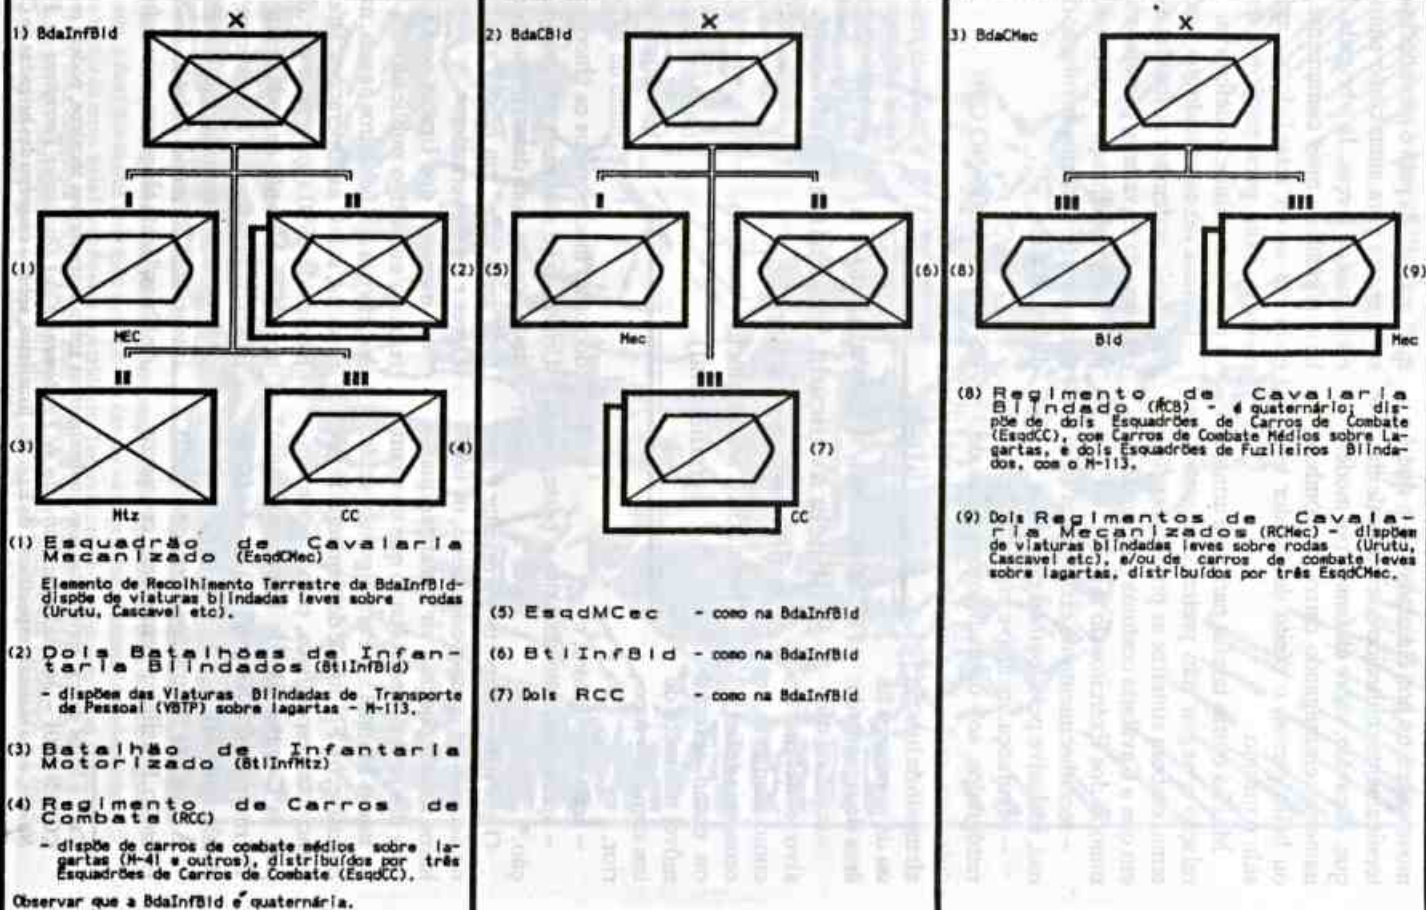 1) BdaInfBld
X
I
II
(1)
(2)
MEC
II
III
(3)
(4)
Mtz
CC
(1) Esquadrão de Cavalaria
Mecanizado (EsqdCMec)
Elemento de Recolhimento Terrestre da BdaInfBld-
dispõe de viaturas blindadas leves sobre rodas
(Urutu, Cascavel etc).
(2) Dois Batalhões de Infan-
taria Blindados (BtlInfBld)
- dispõem das Viaturas Blindadas de Transporte
de Pessoal (VBTP) sobre lagartas - M-113.
(3) Batalhão de Infantaria
Motorizado (BtlInfMtz)
(4) Regimento de Carros de
Combate (RCC)
- dispõe de carros de combate médios sobre la-
gartas (M-41 e outros), distribuídos por três
Esquadrões de Carros de Combate (EsqdCC).
Observar que a BdaInfBld é quaternária.
2) BdaCBld
X
I
II
(5)
(6)
Mec
III
(7)
CC
(5) EsqdMCec - como na BdaInfBld
(6) BtlInfBld - como na BdaInfBld
(7) Dois RCC - como na BdaInfBld
3) BdaCMec
X
III
III
(8)
(9)
Bld
Mec
(8) Regimento de Cavalaria
Blindado (RCB) - é quaternário; dis-
põe de dois Esquadrões de Carros de Combate
(EsqdCC), com Carros de Combate Médios sobre La-
gartas, e dois Esquadrões de Fuzileiros Blinda-
dos, com o M-113.
(9) Dois Regimentos de Cavala-
ria Mecanizados (RCMec) - dispõem
de viaturas blindadas leves sobre rodas (Urutu,
Cascavel etc), e/ou de carros de combate leves
sobre lagartas, distribuídos por três EsqdCMec.